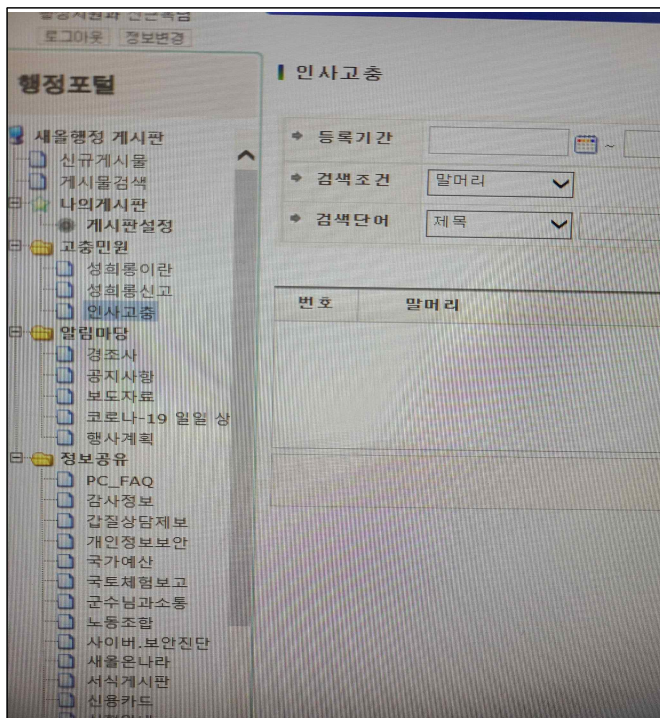 로그아웃 정보변경
행정포털
새올행정 게시판
신규게시물
게시물검색
나의게시판
게시판설정
고충민원
성희롱이란
성희롱신고
인사고충
알림마당
경조사
공지사항
보도자료
코로나-19 일일 상
행사계획
정보공유
PC_FAQ
감사정보
갑질상담제보
개인정보보안
국가예산
국토체험보고
군수님과소통
노동조합
사이버.보안진단
새올온나라
서식게시판
신용카드
인사고충
등록기간 ~
검색조건 말머리
검색단어 제목
번호 말머리